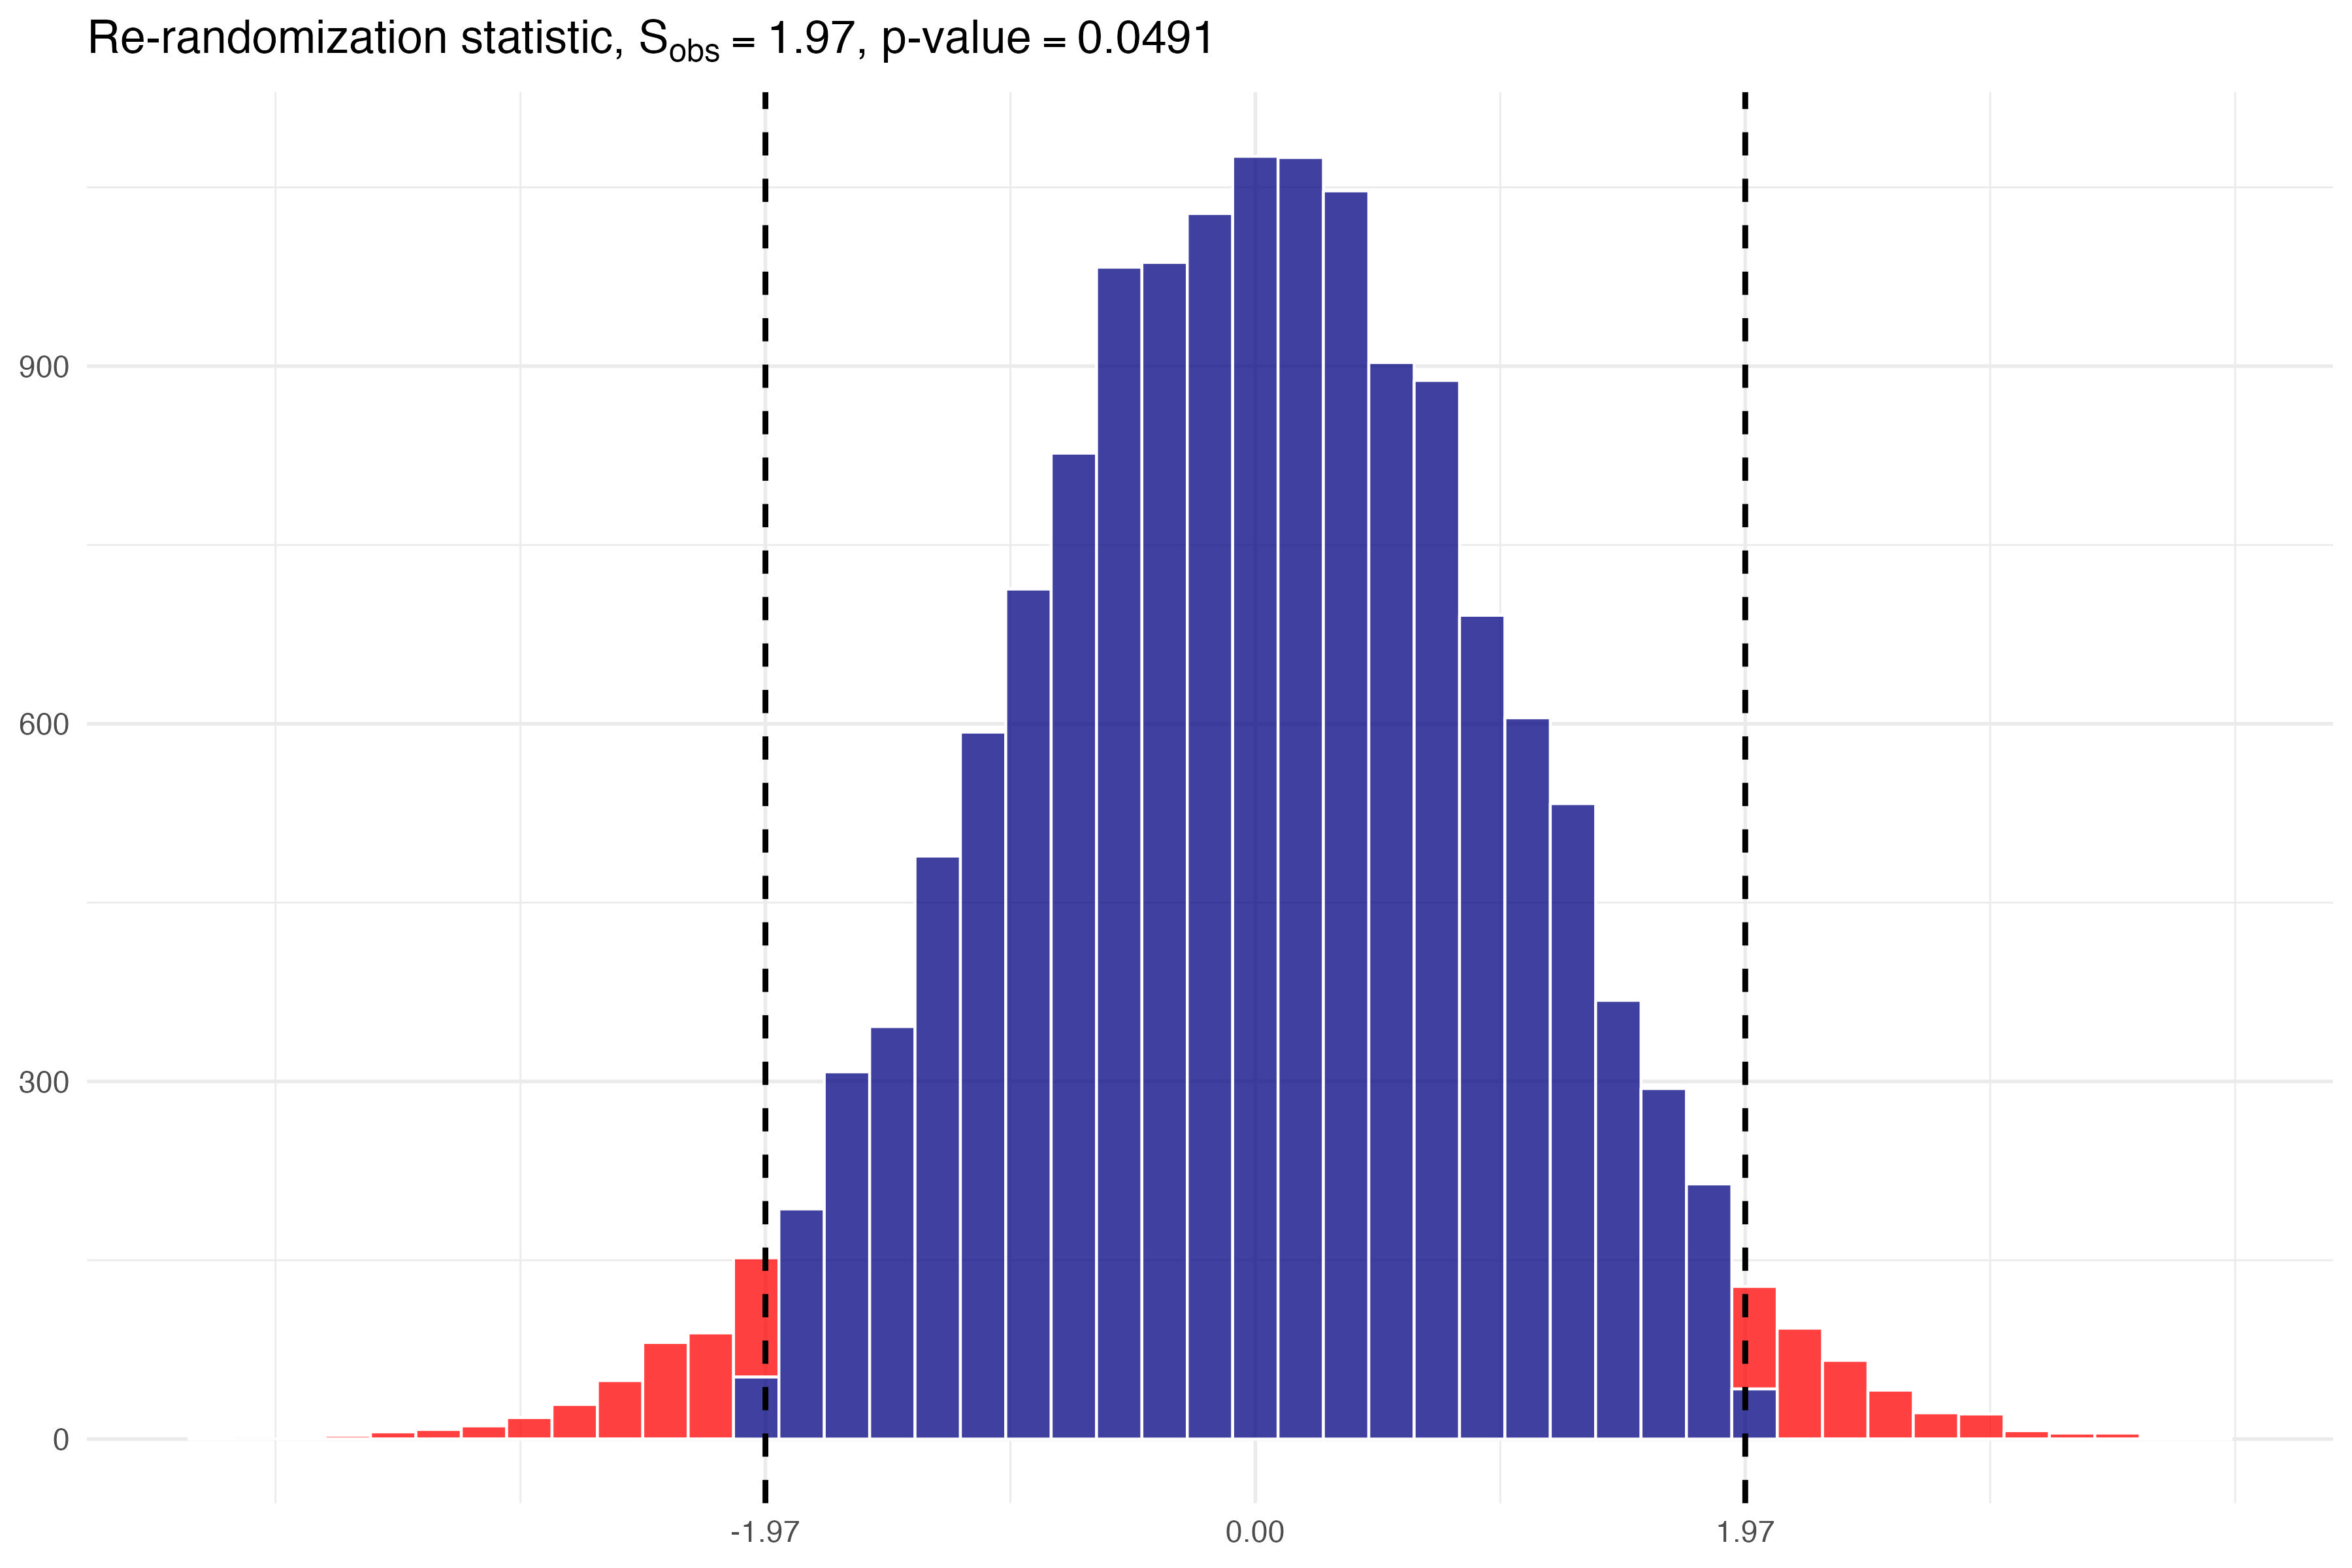 Re-randomization statistic, Sobs = 1.97, p-value = 0.0491
900
600
300
0
-1.97 0.00 1.97